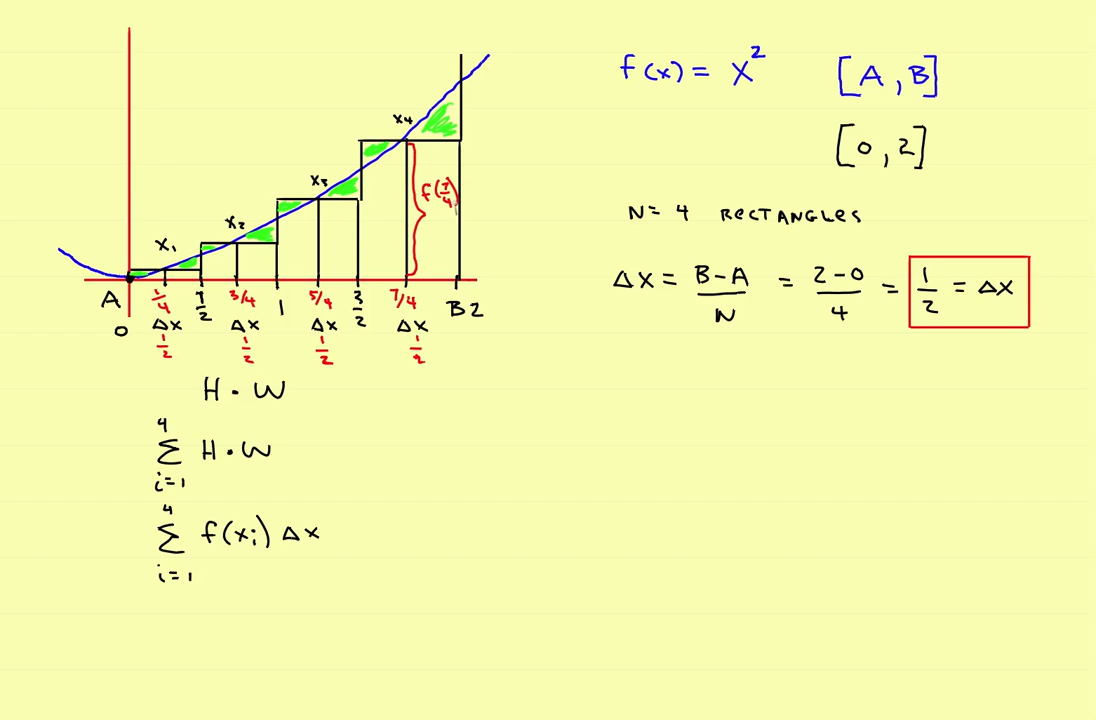 f(x) = x² [A, B]
[0, 2]
N = 4 RECTANGLES
Δx = B-A/N = 2-0/4 = 1/2 = Δx
x₁ x₂ x₃ x₄
f(7/4)
A 1/4 1/2 3/4 1 5/4 3/2 7/4 B 2
0 Δx Δx Δx Δx
1/2 1/2 1/2 1/2
H · W
4
Σ H · W
i=1
4
Σ f(xᵢ) Δx
i=1